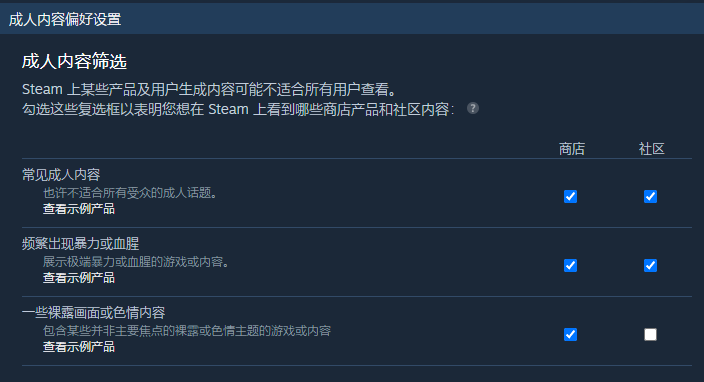 成人内容偏好设置
成人内容筛选
Steam 上某些产品及用户生成内容可能不适合所有用户查看。
勾选这些复选框以表明您想在 Steam 上看到哪些商店产品和社区内容： ?
商店 社区
常见成人内容
也许不适合所有受众的成人话题。
查看示例产品
频繁出现暴力或血腥
展示极端暴力或血腥的游戏或内容。
查看示例产品
一些裸露画面或色情内容
包含某些并非主要焦点的裸露或色情主题的游戏或内容
查看示例产品